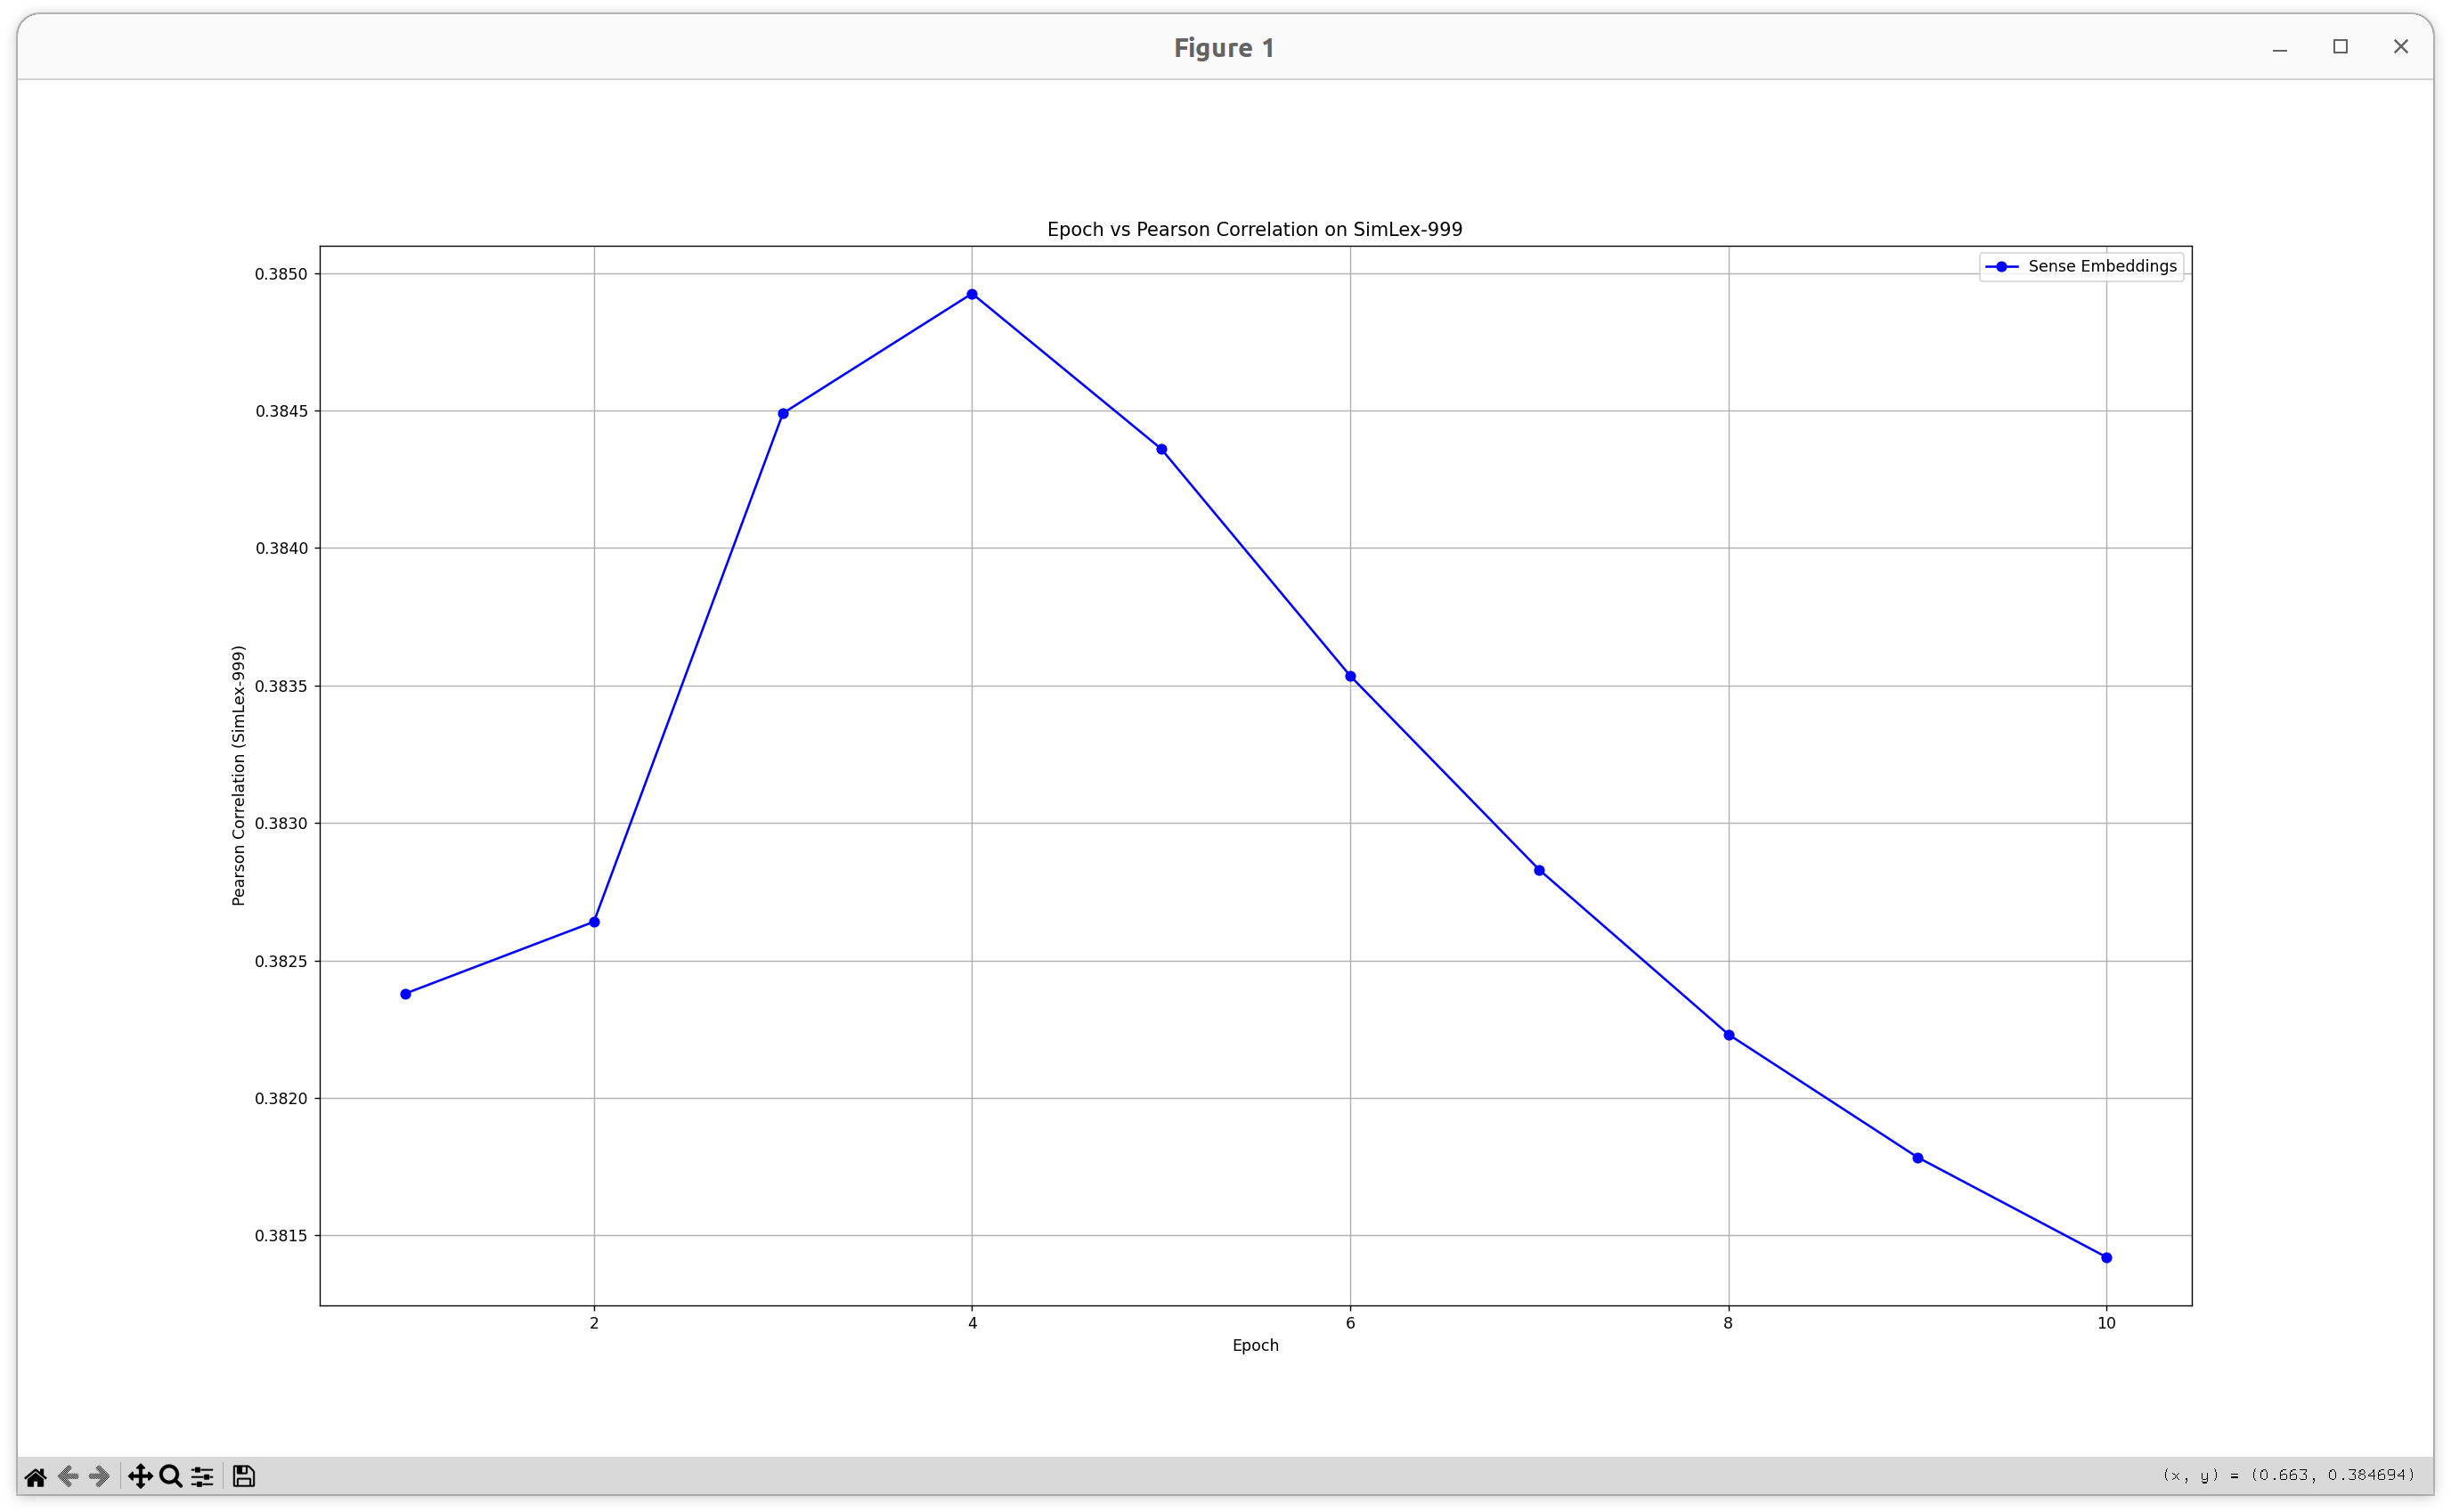 Figure 1
Epoch vs Pearson Correlation on SimLex-999
Sense Embeddings
Pearson Correlation (SimLex-999)
0.3850
0.3845
0.3840
0.3835
0.3830
0.3825
0.3820
0.3815
2 4 6 8 10
Epoch
(x, y) = (0.663, 0.384694)